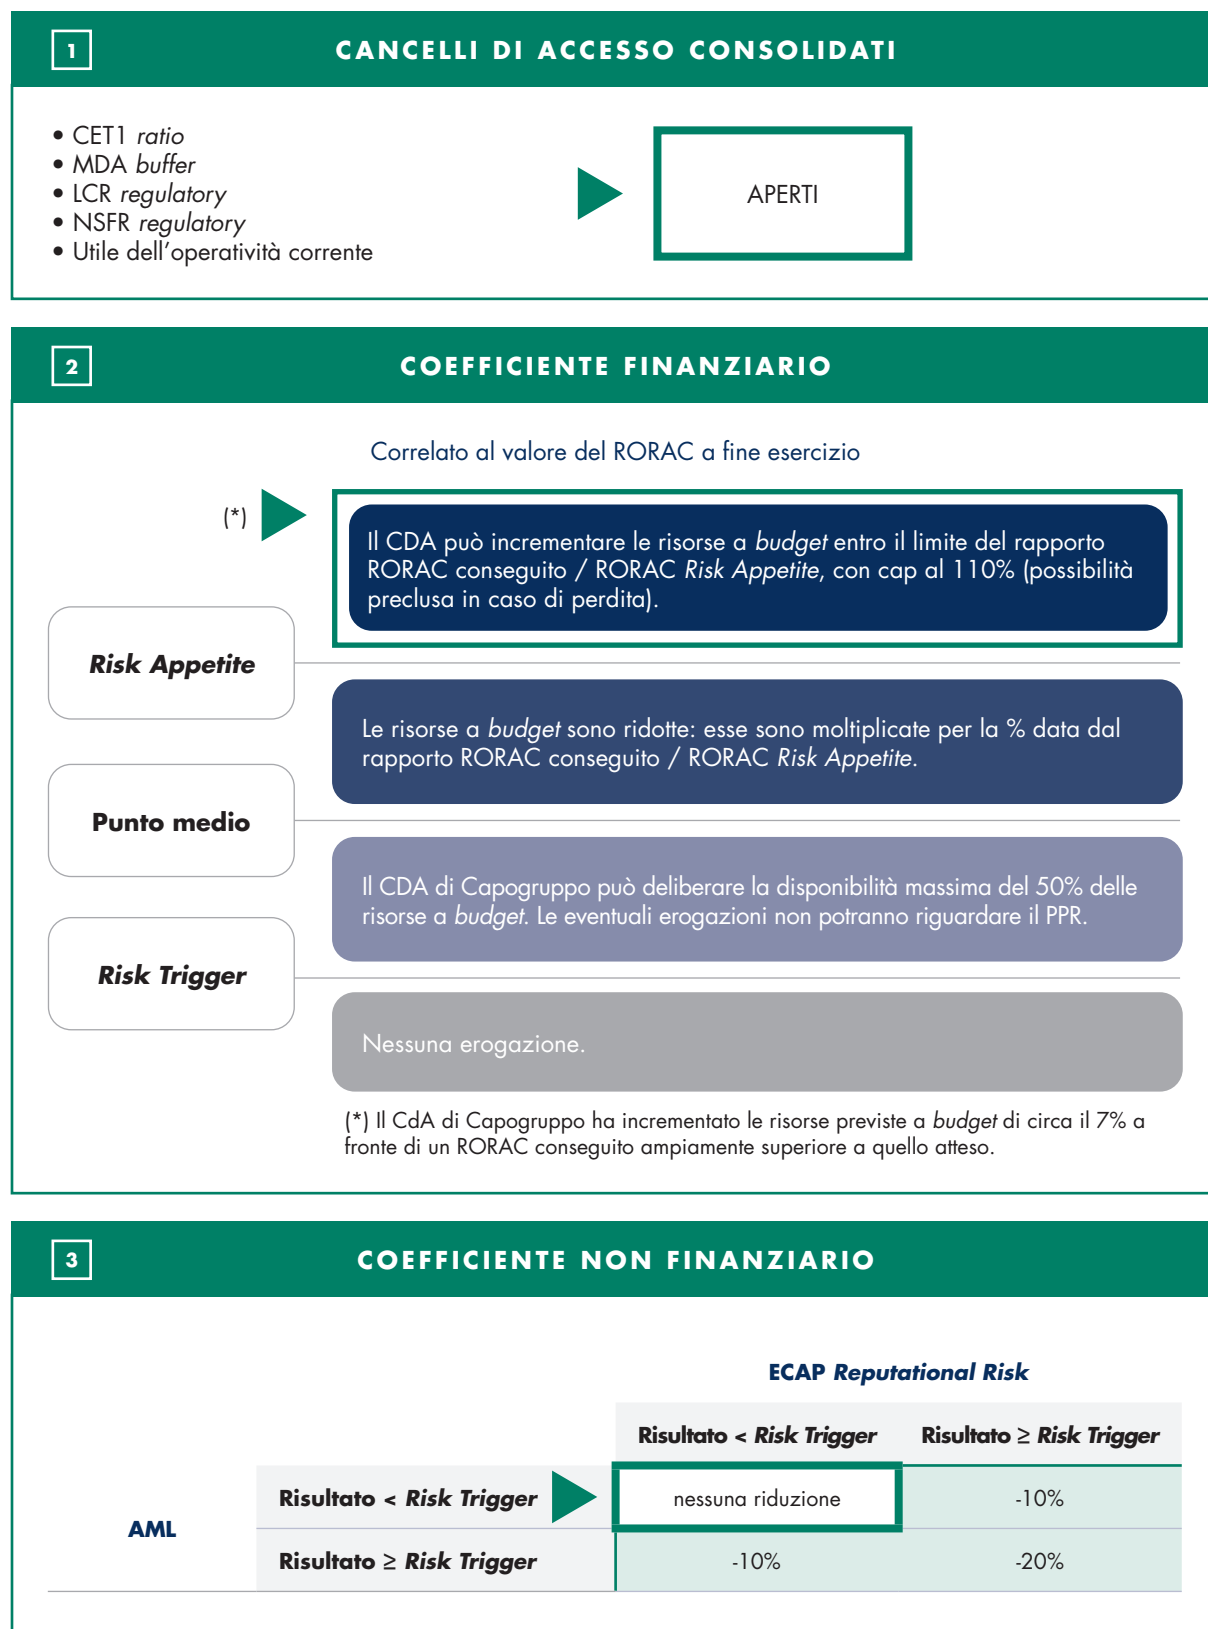 1
CANCELLI DI ACCESSO CONSOLIDATI
• CET1 ratio
• MDA buffer
• LCR regulatory
• NSFR regulatory
• Utile dell'operatività corrente
APERTI
2
COEFFICIENTE FINANZIARIO
Correlato al valore del RORAC a fine esercizio
(*)
Il CDA può incrementare le risorse a budget entro il limite del rapporto
RORAC conseguito / RORAC Risk Appetite, con cap al 110% (possibilità
preclusa in caso di perdita).
Risk Appetite
Le risorse a budget sono ridotte: esse sono moltiplicate per la % data dal
rapporto RORAC conseguito / RORAC Risk Appetite.
Punto medio
Il CDA di Capogruppo può deliberare la disponibilità massima del 50% delle
risorse a budget. Le eventuali erogazioni non potranno riguardare il PPR.
Risk Trigger
Nessuna erogazione.
(*) Il CdA di Capogruppo ha incrementato le risorse previste a budget di circa il 7% a
fronte di un RORAC conseguito ampiamente superiore a quello atteso.
3
COEFFICIENTE NON FINANZIARIO
ECAP Reputational Risk
Risultato < Risk Trigger Risultato ≥ Risk Trigger
Risultato < Risk Trigger nessuna riduzione -10%
AML
Risultato ≥ Risk Trigger -10% -20%